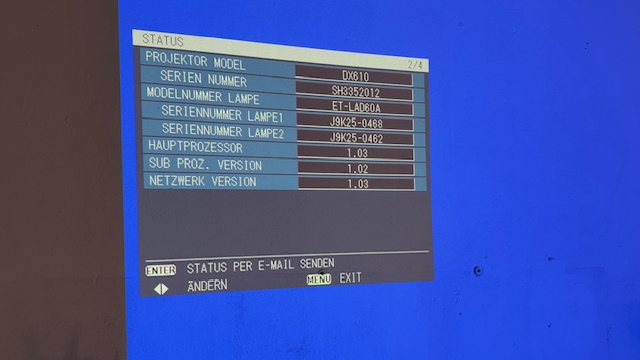 STATUS
2/4
PROJEKTOR MODEL DX610
SERIEN NUMMER SH3352012
MODELNUMMER LAMPE ET-LAD60A
SERIENNUMMER LAMPE1 J9K25-0468
SERIENNUMMER LAMPE2 J9K25-0462
HAUPTPROZESSOR 1.03
SUB PROZ. VERSION 1.02
NETZWERK VERSION 1.03
ENTER STATUS PER E-MAIL SENDEN
ÄNDERN MENU EXIT